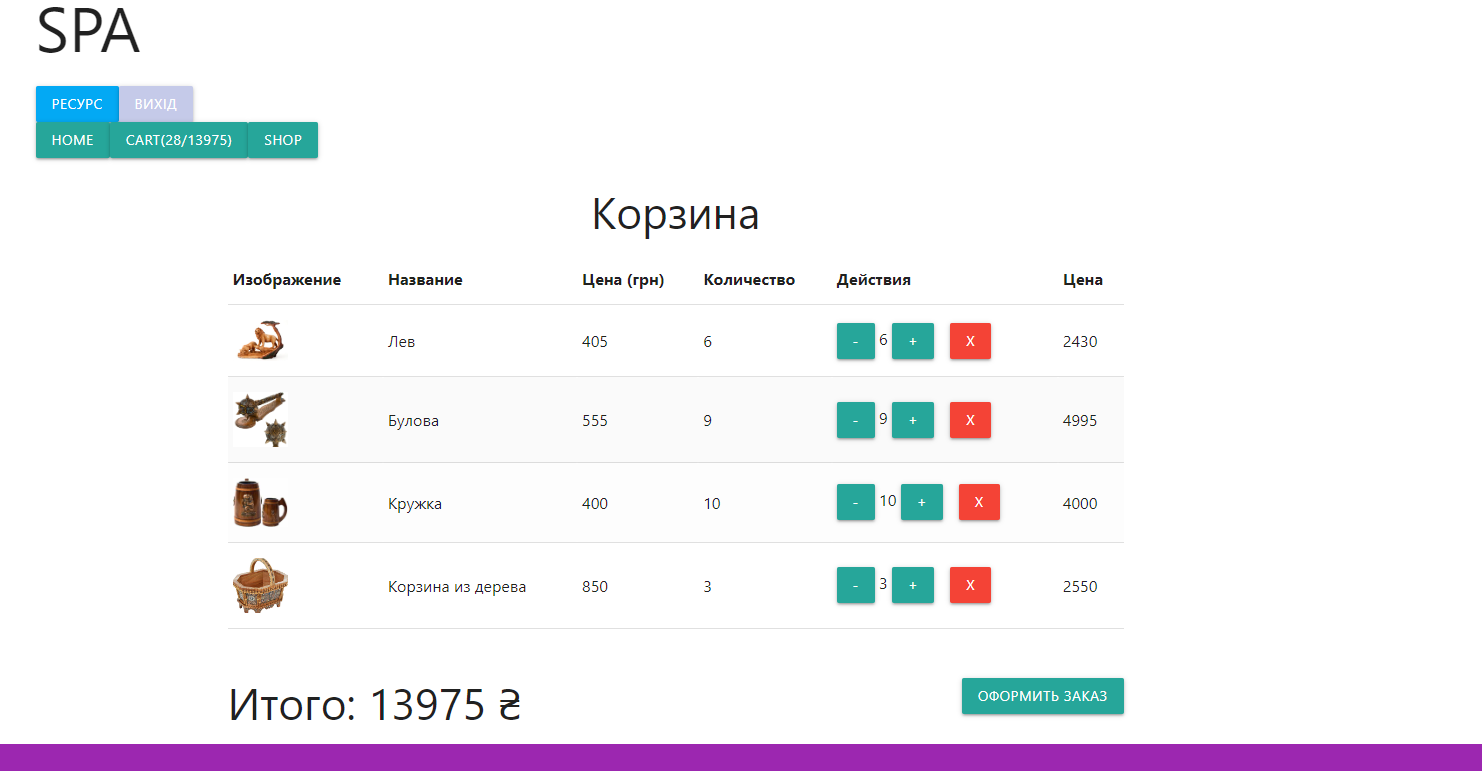 SPA
РЕСУРС ВИХІД
HOME CART(28/13975) SHOP
Корзина
Изображение Название Цена (грн) Количество Действия Цена
Лев 405 6 - 6 + X 2430
Булова 555 9 - 9 + X 4995
Кружка 400 10 - 10 + X 4000
Корзина из дерева 850 3 - 3 + X 2550
Итого: 13975 ₴ ОФОРМИТЬ ЗАКАЗ